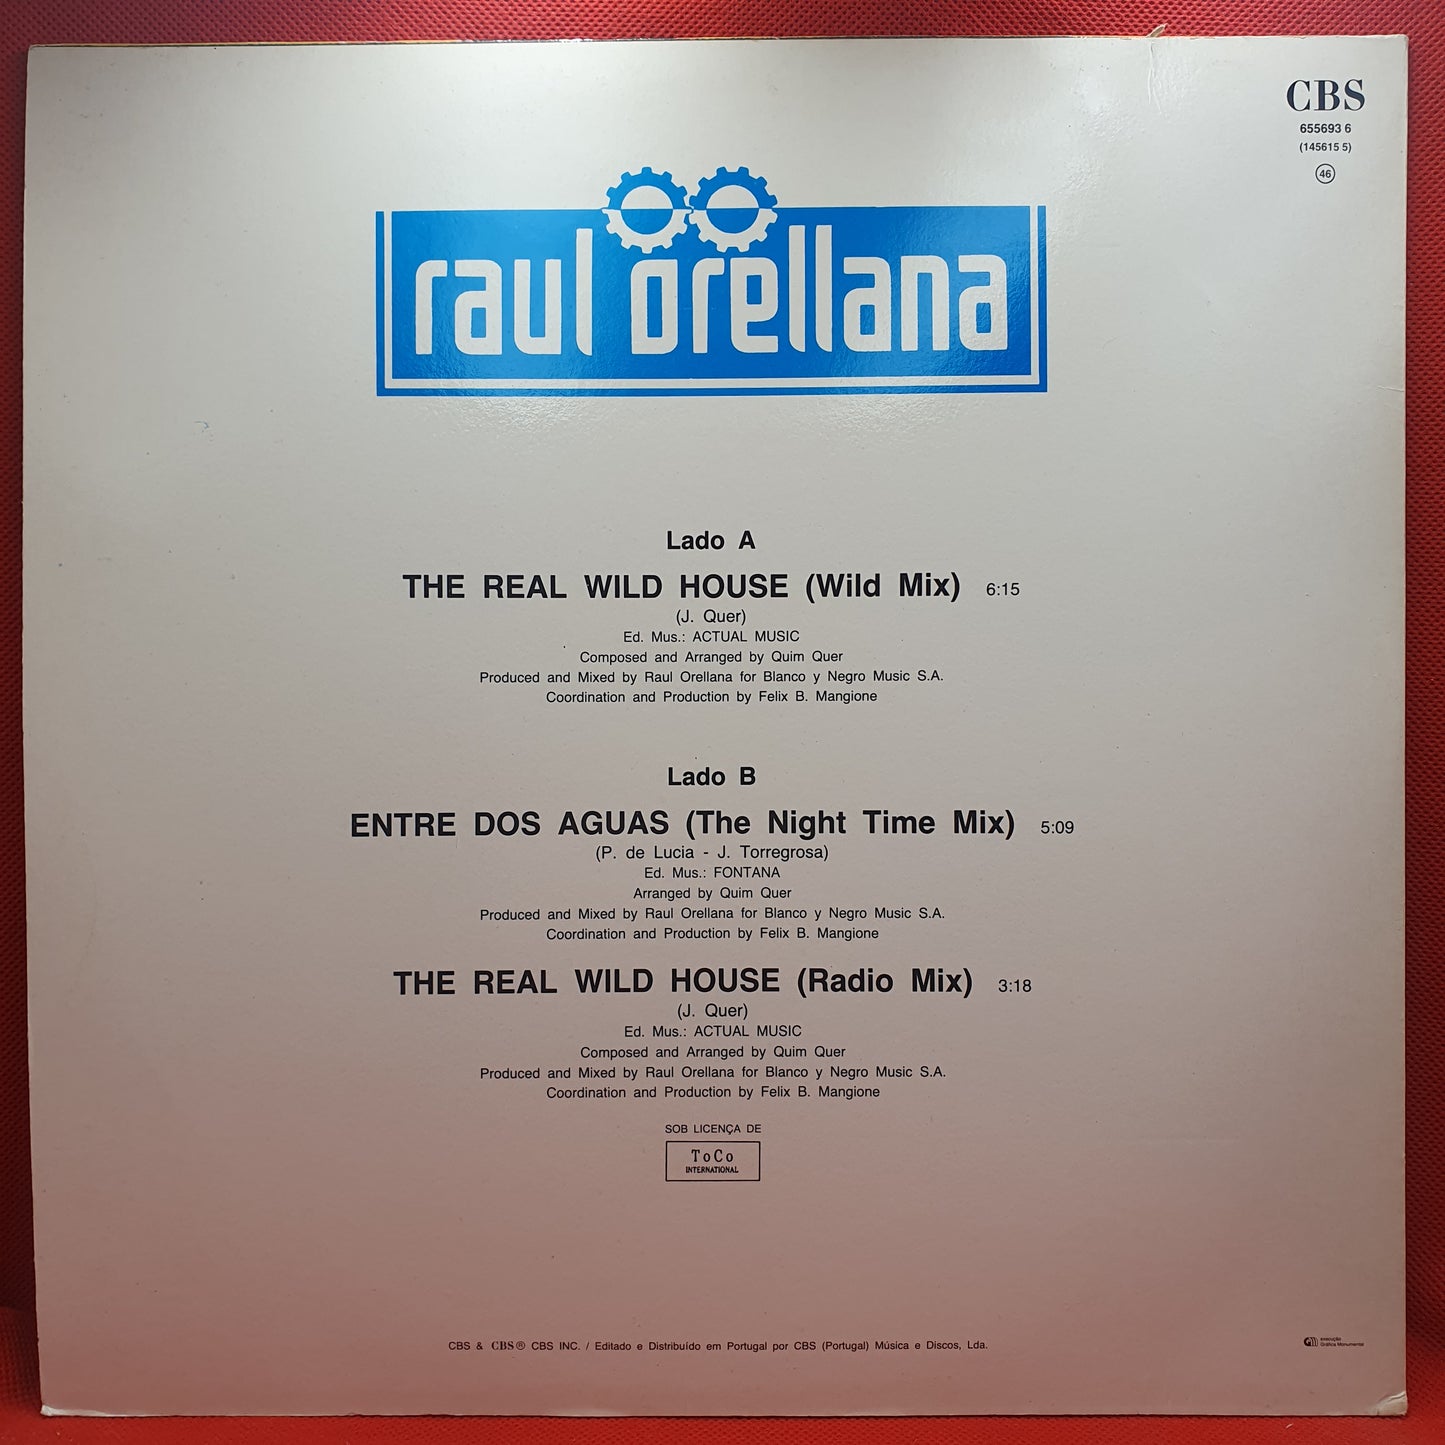 CBS
655693 6
(145615 5)
46
raul orellana
Lado A
THE REAL WILD HOUSE (Wild Mix) 6:15
(J. Quer)
Ed. Mus.: ACTUAL MUSIC
Composed and Arranged by Quim Quer
Produced and Mixed by Raul Orellana for Blanco y Negro Music S.A.
Coordination and Production by Felix B. Mangione
Lado B
ENTRE DOS AGUAS (The Night Time Mix) 5:09
(P. de Lucia - J. Torregrosa)
Ed. Mus.: FONTANA
Arranged by Quim Quer
Produced and Mixed by Raul Orellana for Blanco y Negro Music S.A.
Coordination and Production by Felix B. Mangione
THE REAL WILD HOUSE (Radio Mix) 3:18
(J. Quer)
Ed. Mus.: ACTUAL MUSIC
Composed and Arranged by Quim Quer
Produced and Mixed by Raul Orellana for Blanco y Negro Music S.A.
Coordination and Production by Felix B. Mangione
SOB LICENÇA DE
ToCo
INTERNATIONAL
CBS & CBS® CBS INC. / Editado e Distribuído em Portugal por CBS (Portugal) Música e Discos, Lda.
execução
Gráfica Monumental